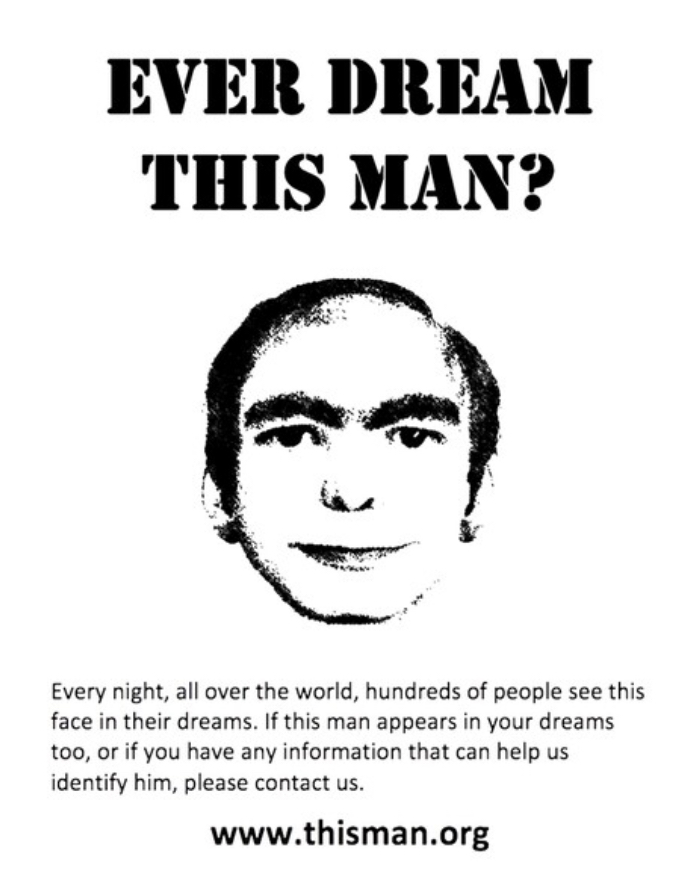 EVER DREAM
THIS MAN?
Every night, all over the world, hundreds of people see this
face in their dreams. If this man appears in your dreams
too, or if you have any information that can help us
identify him, please contact us.
www.thisman.org